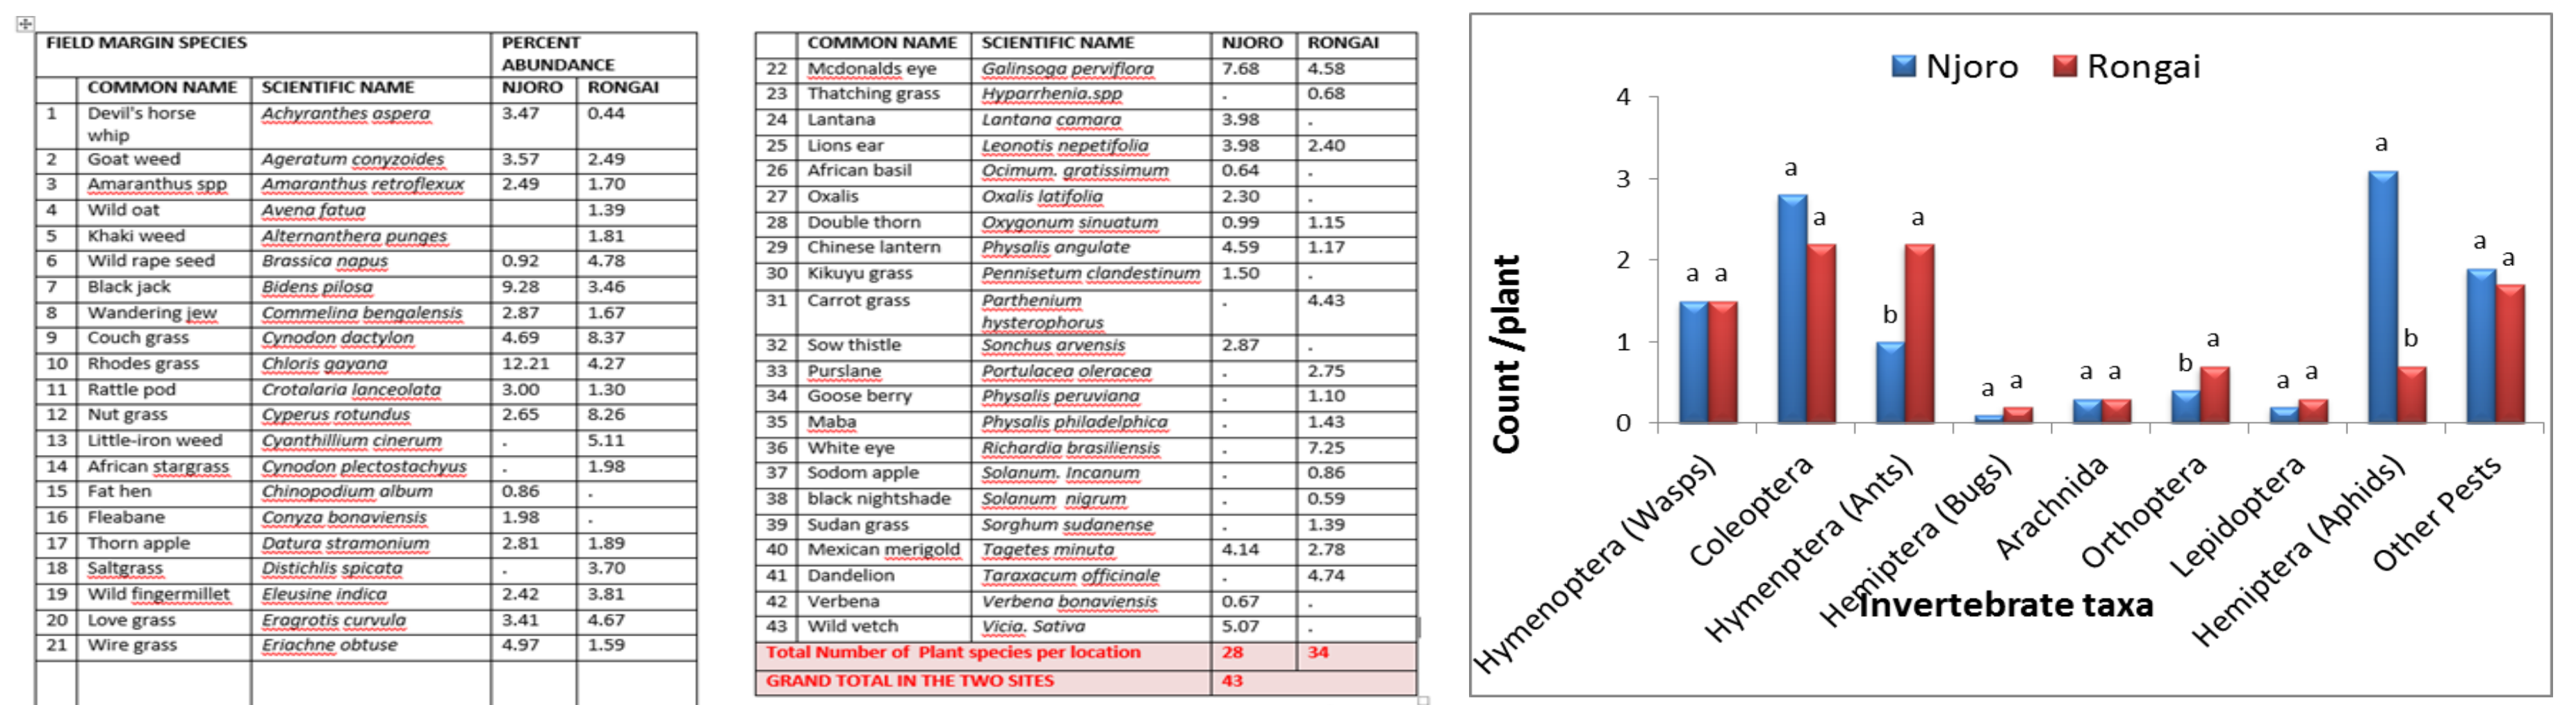 FIELD MARGIN SPECIES PERCENT ABUNDANCE
COMMON NAME SCIENTIFIC NAME NJORO RONGAI
1 Devil's horse whip Achyranthes aspera 3.47 0.44
2 Goat weed Ageratum conyzoides 3.57 2.49
3 Amaranthus spp Amaranthus retroflexux 2.49 1.70
4 Wild oat Avena fatua 1.39
5 Khaki weed Alternanthera punges 1.81
6 Wild rape seed Brassica napus 0.92 4.78
7 Black jack Bidens pilosa 9.28 3.46
8 Wandering jew Commelina bengalensis 2.87 1.67
9 Couch grass Cynodon dactylon 4.69 8.37
10 Rhodes grass Chloris gayana 12.21 4.27
11 Rattle pod Crotalaria lanceolata 3.00 1.30
12 Nut grass Cyperus rotundus 2.65 8.26
13 Little-iron weed Cyanthillium cinerum . 5.11
14 African stargrass Cynodon plectostachyus . 1.98
15 Fat hen Chinopodium album 0.86 .
16 Fleabane Conyza bonaviensis 1.98 .
17 Thorn apple Datura stramonium 2.81 1.89
18 Saltgrass Distichlis spicata . 3.70
19 Wild fingermillet Eleusine indica 2.42 3.81
20 Love grass Eragrotis curvula 3.41 4.67
21 Wire grass Eriachne obtuse 4.97 1.59
COMMON NAME SCIENTIFIC NAME NJORO RONGAI
22 Mcdonalds eye Galinsoga perviflora 7.68 4.58
23 Thatching grass Hyparrhenia.spp . 0.68
24 Lantana Lantana camara 3.98 .
25 Lions ear Leonotis nepetifolia 3.98 2.40
26 African basil Ocimum. gratissimum 0.64 .
27 Oxalis Oxalis latifolia 2.30 .
28 Double thorn Oxygonum sinuatum 0.99 1.15
29 Chinese lantern Physalis angulate 4.59 1.17
30 Kikuyu grass Pennisetum clandestinum 1.50 .
31 Carrot grass Parthenium hysterophorus . 4.43
32 Sow thistle Sonchus arvensis 2.87 .
33 Purslane Portulacea oleracea . 2.75
34 Goose berry Physalis peruviana . 1.10
35 Maba Physalis philadelphica . 1.43
36 White eye Richardia brasiliensis . 7.25
37 Sodom apple Solanum. Incanum . 0.86
38 black nightshade Solanum nigrum . 0.59
39 Sudan grass Sorghum sudanense . 1.39
40 Mexican merigold Tagetes minuta 4.14 2.78
41 Dandelion Taraxacum officinale . 4.74
42 Verbena Verbena bonaviensis 0.67 .
43 Wild vetch Vicia. Sativa 5.07 .
Total Number of Plant species per location 28 34
GRAND TOTAL IN THE TWO SITES 43
Njoro Rongai
Count /plant
4
3
2
1
0
a a
a a
b a
a a
a a
b a
a a
a b
a a
Hymenoptera (Wasps)
Coleoptera
Hymenptera (Ants)
Hemiptera (Bugs)
Arachnida
Orthoptera
Lepidoptera
Hemiptera (Aphids)
Other Pests
Invertebrate taxa